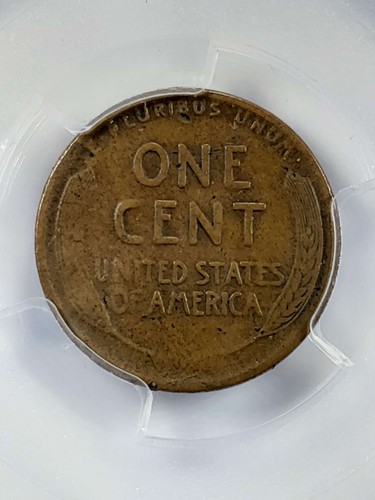 E PLURIBUS UNUM
ONE
CENT
UNITED STATES
OF AMERICA